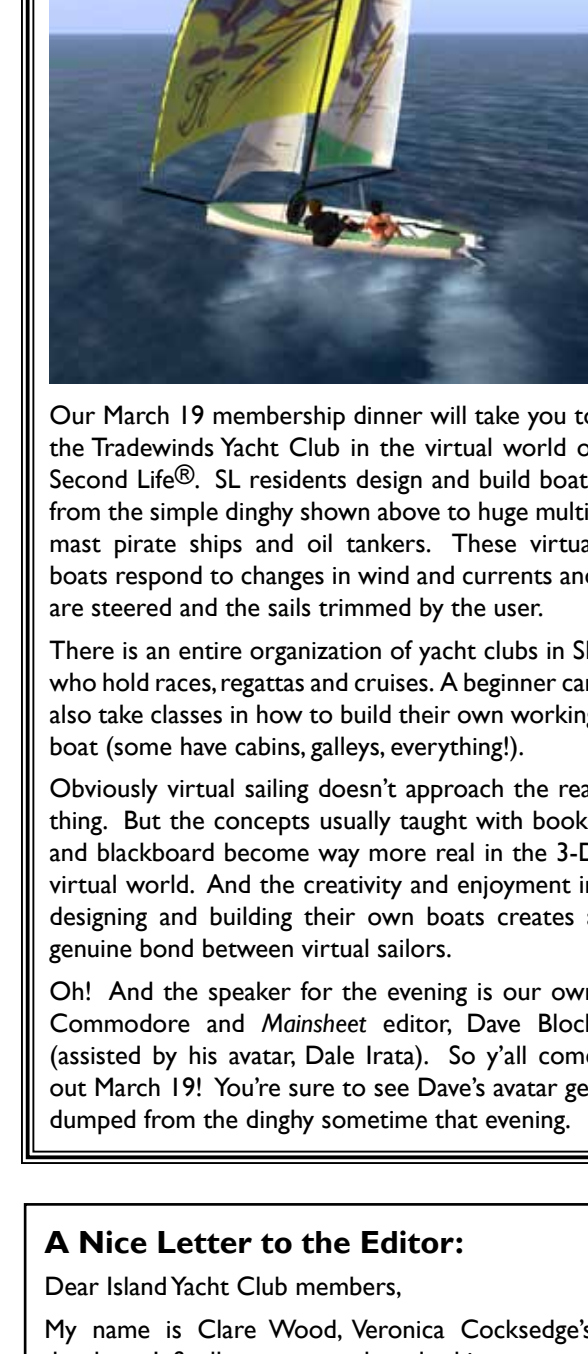 Our March 19 membership dinner will take you to
the Tradewinds Yacht Club in the virtual world o
Second Life®. SL residents design and build boat
from the simple dinghy shown above to huge multi
mast pirate ships and oil tankers. These virtua
boats respond to changes in wind and currents and
are steered and the sails trimmed by the user.
There is an entire organization of yacht clubs in SL
who hold races, regattas and cruises. A beginner can
also take classes in how to build their own working
boat (some have cabins, galleys, everything!).
Obviously virtual sailing doesn't approach the rea
thing. But the concepts usually taught with book
and blackboard become way more real in the 3-D
virtual world. And the creativity and enjoyment in
designing and building their own boats creates a
genuine bond between virtual sailors.
Oh! And the speaker for the evening is our own
Commodore and Mainsheet editor, Dave Block
(assisted by his avatar, Dale Irata). So y'all come
out March 19! You're sure to see Dave's avatar ge
dumped from the dinghy sometime that evening.
A Nice Letter to the Editor:
Dear Island Yacht Club members,
My name is Clare Wood, Veronica Cocksedge's